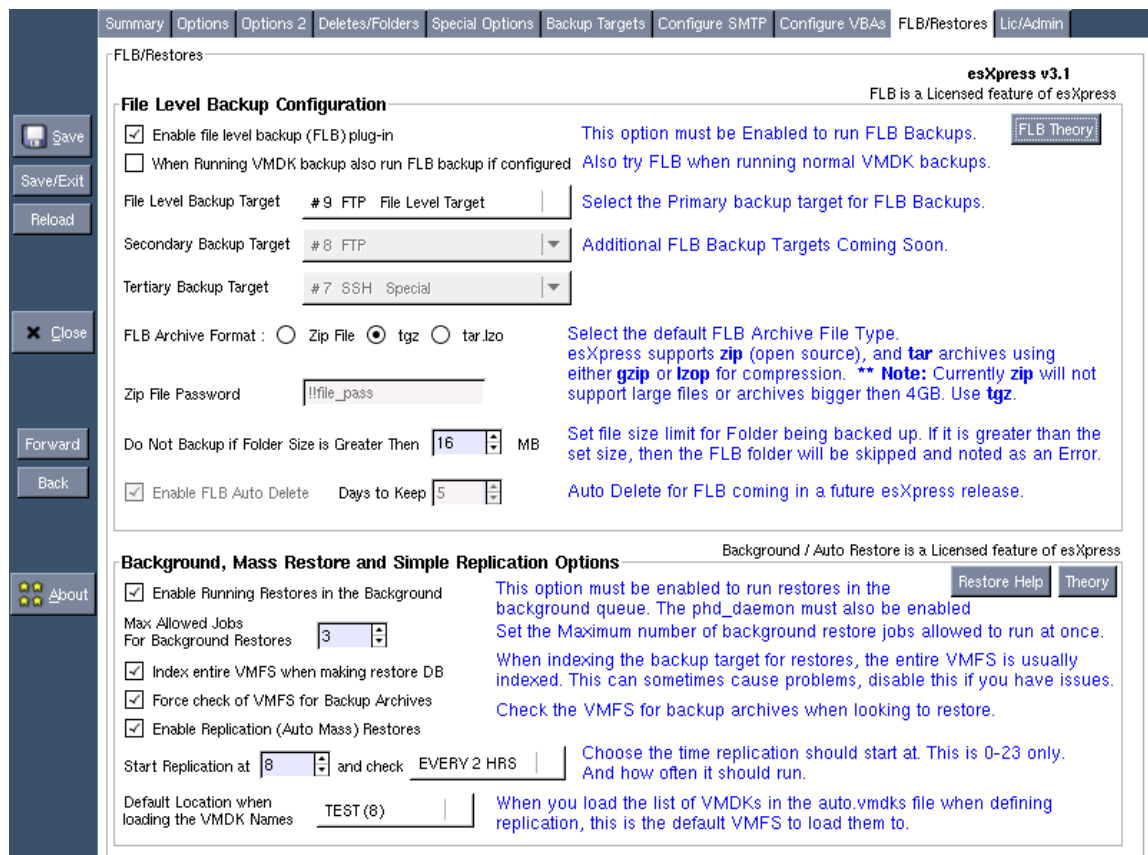 Summary Options Options 2 Deletes/Folders Special Options Backup Targets Configure SMTP Configure VBAs FLB/Restores Lic/Admin
FLB/Restores
esXpress v3.1
FLB is a Licensed feature of esXpress
File Level Backup Configuration
Save
Save/Exit
Reload
Close
Forward
Back
About
Enable file level backup (FLB) plug-in
This option must be Enabled to run FLB Backups.
FLB Theory
When Running VMDK backup also run FLB backup if configured
Also try FLB when running normal VMDK backups.
File Level Backup Target #9 FTP File Level Target
Select the Primary backup target for FLB Backups.
Secondary Backup Target #8 FTP
Additional FLB Backup Targets Coming Soon.
Tertiary Backup Target #7 SSH Special
FLB Archive Format : Zip File tgz tar.lzo
Select the default FLB Archive File Type.
esXpress supports zip (open source), and tar archives using
either gzip or lzop for compression. ** Note: Currently zip will not
support large files or archives bigger then 4GB. Use tgz.
Zip File Password !!file_pass
Do Not Backup if Folder Size is Greater Then 16 MB
Set file size limit for Folder being backed up. If it is greater than the
set size, then the FLB folder will be skipped and noted as an Error.
Enable FLB Auto Delete Days to Keep 5
Auto Delete for FLB coming in a future esXpress release.
Background, Mass Restore and Simple Replication Options
Background / Auto Restore is a Licensed feature of esXpress
Enable Running Restores in the Background
This option must be enabled to run restores in the
background queue. The phd_daemon must also be enabled
Restore Help Theory
Max Allowed Jobs
For Background Restores 3
Set the Maximum number of background restore jobs allowed to run at once.
Index entire VMFS when making restore DB
When indexing the backup target for restores, the entire VMFS is usually
indexed. This can sometimes cause problems, disable this if you have issues.
Force check of VMFS for Backup Archives
Check the VMFS for backup archives when looking to restore.
Enable Replication (Auto Mass) Restores
Start Replication at 8 and check EVERY 2 HRS
Choose the time replication should start at. This is 0-23 only.
And how often it should run.
Default Location when
loading the VMDK Names TEST (8)
When you load the list of VMDKs in the auto.vmdks file when defining
replication, this is the default VMFS to load them to.